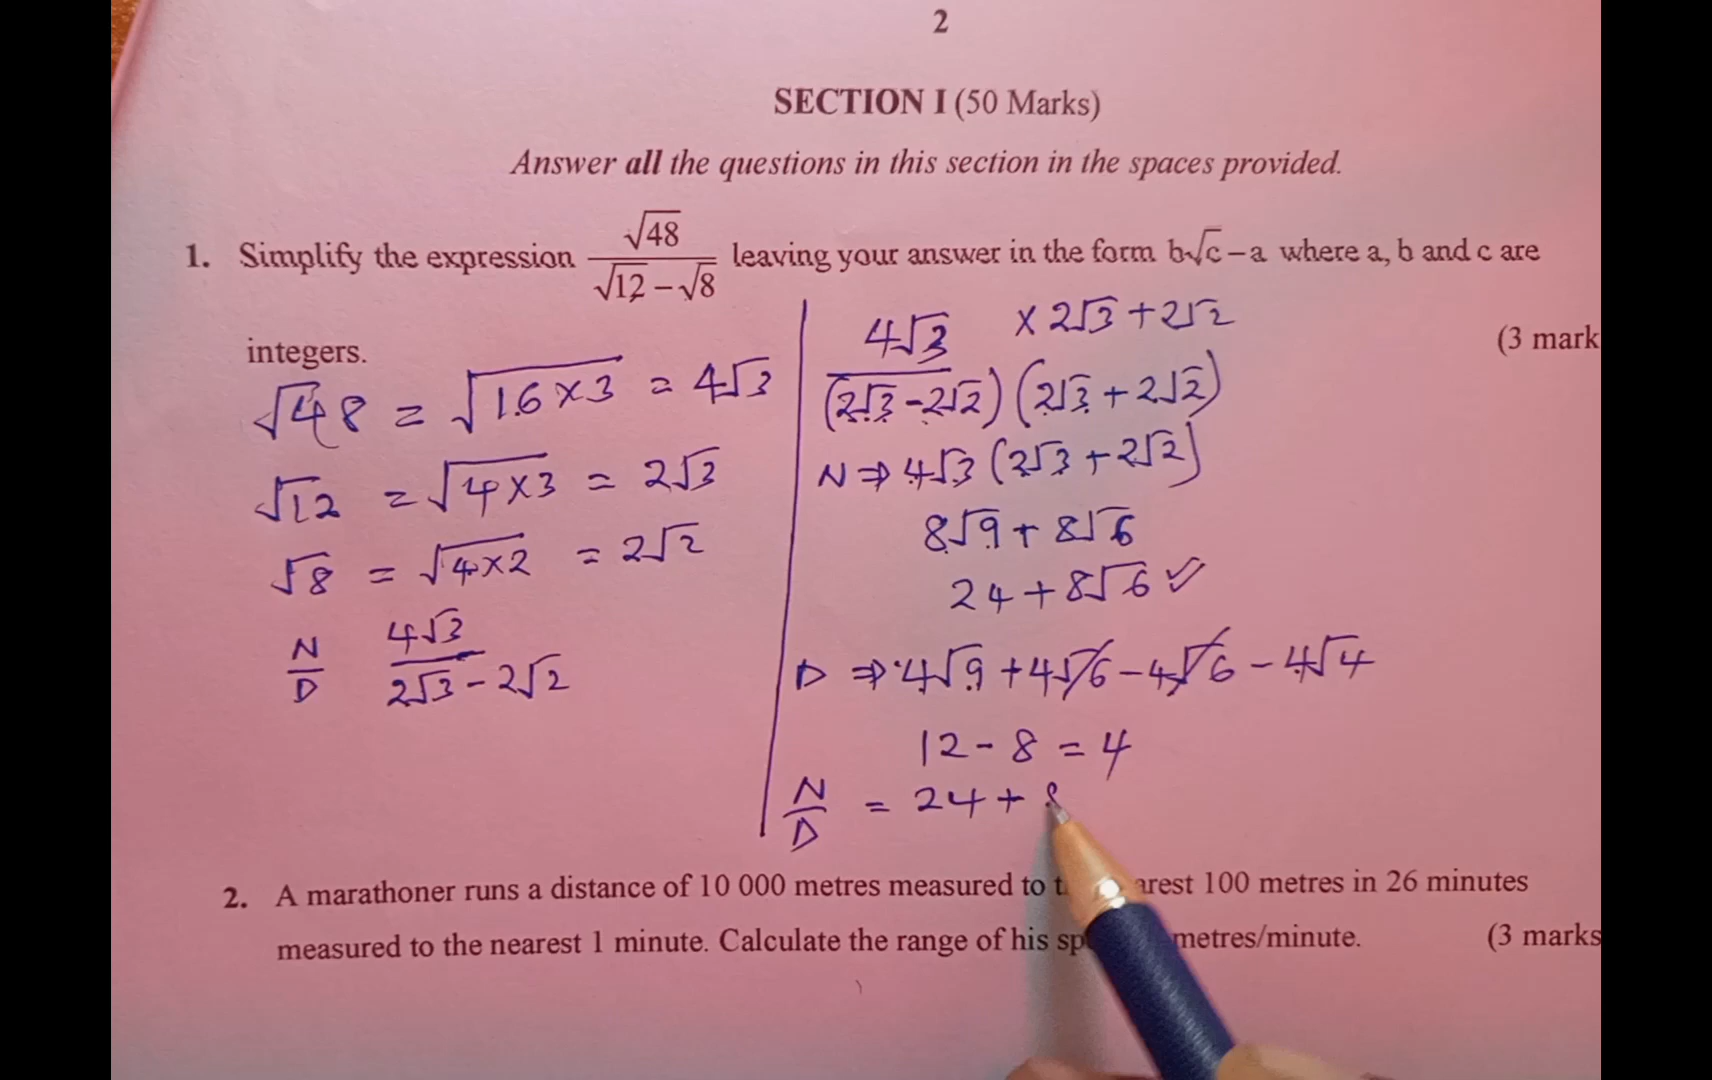 2
SECTION I (50 Marks)
Answer all the questions in this section in the spaces provided.
1. Simplify the expression √48 / (√12 – √8) leaving your answer in the form b√c – a where a, b and c are
integers. (3 mark
√48 = √16×3 = 4√3
√12 = √4×3 = 2√3
√8 = √4×2 = 2√2
N/D 4√3 / (2√3 - 2√2)
4√3 × 2√3 + 2√2
(2√3 - 2√2) (2√3 + 2√2)
N ⇒ 4√3 (2√3 + 2√2)
8√9 + 8√6
24 + 8√6 ✓
D ⇒ 4√9 + 4√6 - 4√6 - 4√4
12 - 8 = 4
N/D = 24 + 8
2. A marathoner runs a distance of 10 000 metres measured to arest 100 metres in 26 minutes
measured to the nearest 1 minute. Calculate the range of his sp metres/minute. (3 marks